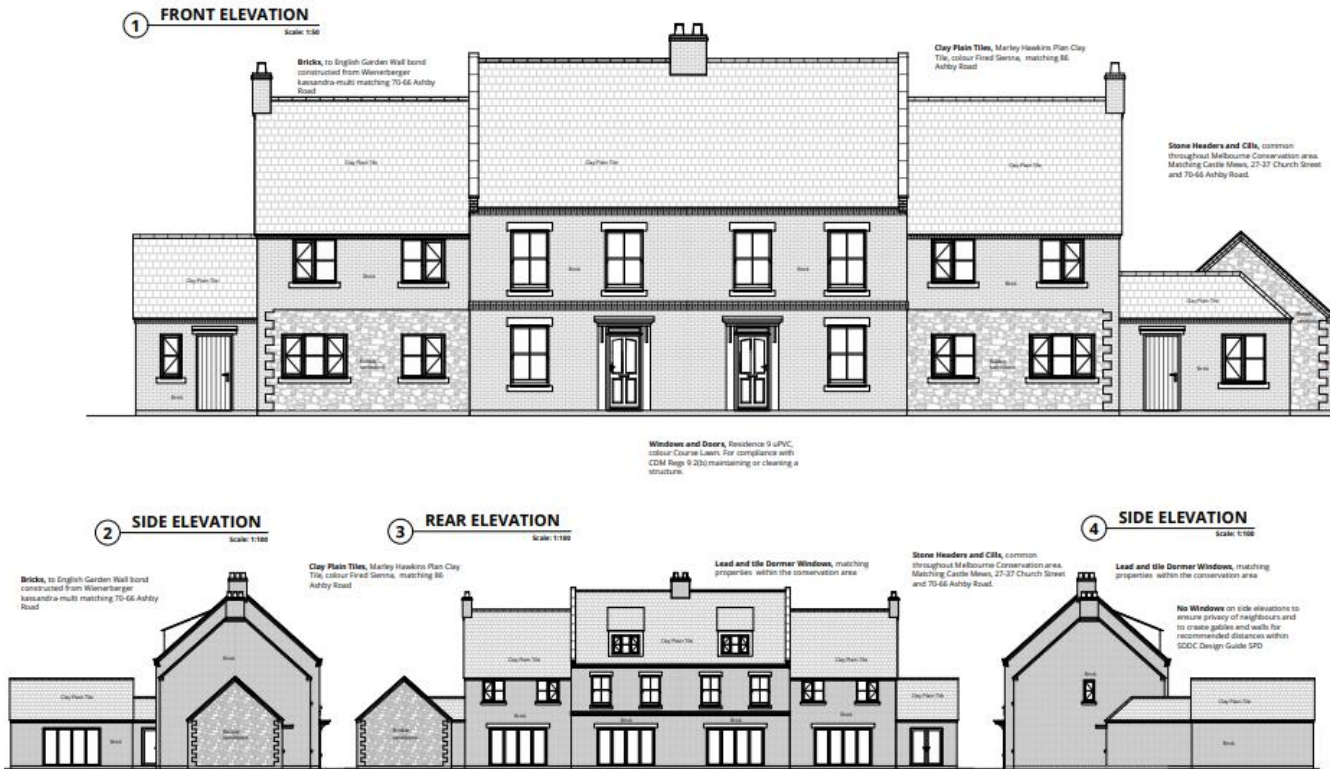 1 FRONT ELEVATION
Scale: 1:50
Bricks, to English Garden Wall bond
constructed from Wienerberger
kassandra-multi matching 70-66 Ashby
Road
Clay Plain Tiles, Marley Hawkins Plan Clay
Tile, colour Fired Sienna, matching 86
Ashby Road
Stone Headers and Cills, common
throughout Melbourne Conservation area.
Matching Castle Mews, 27-37 Church Street
and 70-66 Ashby Road.
Clay Plain Tile
Clay Plain Tile
Clay Plain Tile
Clay Plain Tile
Clay Plain Tile
Brick
Brick
Brick
Brick
Brick
Brick
Windows and Doors, Residence 9 uPVC,
colour Course Lawn. For compliance with
CDM Regs 9 2(b) maintaining or cleaning a
structure.
2 SIDE ELEVATION
Scale: 1:100
Bricks, to English Garden Wall bond
constructed from Wienerberger
kassandra-multi matching 70-66 Ashby
Road
Clay Plain Tile
Brick
Brick
3 REAR ELEVATION
Scale: 1:100
Clay Plain Tiles, Marley Hawkins Plan Clay
Tile, colour Fired Sienna, matching 86
Ashby Road
Lead and tile Dormer Windows, matching
properties within the conservation area
Stone Headers and Cills, common
throughout Melbourne Conservation area.
Matching Castle Mews, 27-37 Church Street
and 70-66 Ashby Road.
Clay Plain Tile
Clay Plain Tile
Clay Plain Tile
Clay Plain Tile
Brick
Brick
Brick
Brick
4 SIDE ELEVATION
Scale: 1:100
Lead and tile Dormer Windows, matching
properties within the conservation area
No Windows on side elevations to
ensure privacy of neighbours and
to create gables end walls for
recommended distances within
SDDC Design Guide SPD
Brick
Clay Plain Tile
Brick